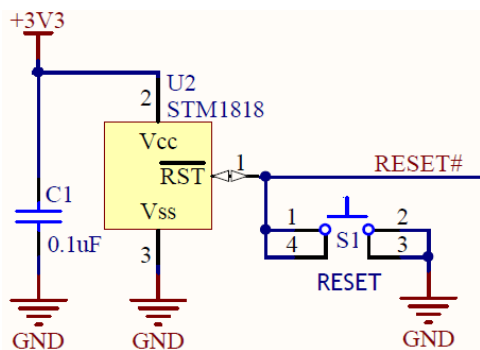 +3V3
U2
2
STM1818
Vcc
RST
1
RESET#
C1
Vss
1
2
4
S1
3
0.1uF
3
RESET
GND
GND
GND